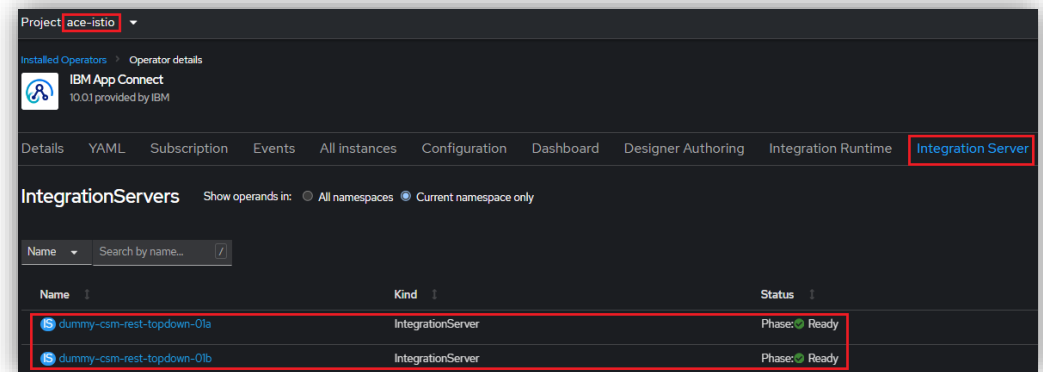 Project: ace-istio
Installed Operators > Operator details
IBM App Connect
10.0.1 provided by IBM
Details YAML Subscription Events All instances Configuration Dashboard Designer Authoring Integration Runtime Integration Server
IntegrationServers Show operands in: All namespaces Current namespace only
Name Search by name... /
Name Kind Status
IS dummy-csm-rest-topdown-01a IntegrationServer Phase: Ready
IS dummy-csm-rest-topdown-01b IntegrationServer Phase: Ready